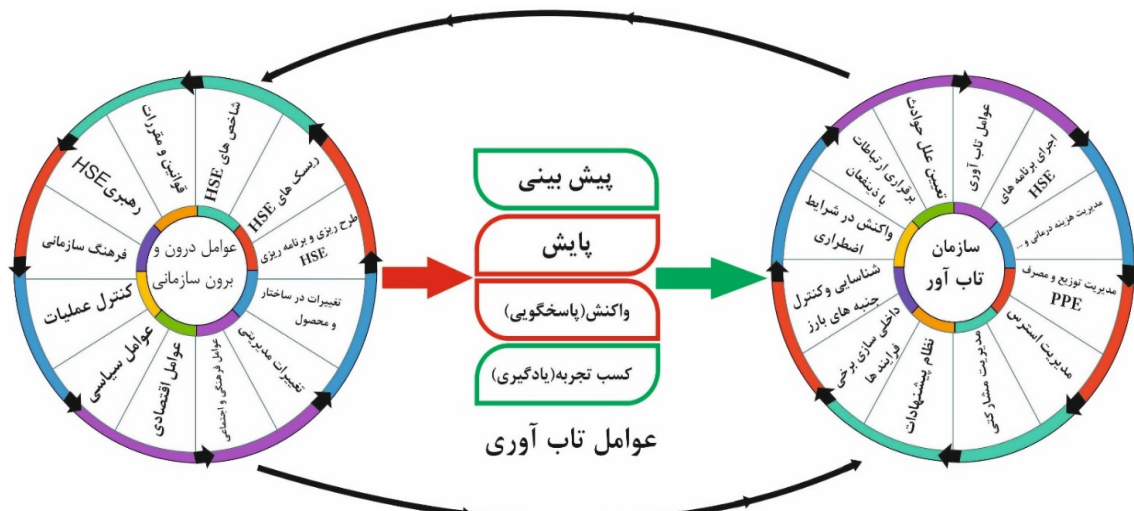 شاخص های HSE
ریسک های HSE
طرح ریزی و برنامه ریزی
HSE
تغییرات در ساختار
و محصول
تغییرات مدیریتی
عوامل فرهنگی و اجتماعی
عوامل اقتصادی
عوامل سیاسی
کنترل عملیات
فرهنگ سازمانی
رهبری HSE
قوانین و مقررات
عوامل درون و
برون سازمانی
پیش بینی
پایش
واکنش(پاسخگویی)
کسب تجربه(یادگیری)
عوامل تاب آوری
عوامل تاب آوری
اجرای برنامه های
HSE
مدیریت هزینه درمانی و ...
مدیریت توزیع و مصرف
PPE
مدیریت استرس
مدیریت مشارکتی
نظام پیشنهادات
داخلی سازی برخی
فرایند ها
شناسایی وکنترل
جنبه های بارز
واکنش در شرایط
اضطراری
برقراری ارتباطات
با ذینفعان
تعیین علل حوادث
سازمان
تاب آور